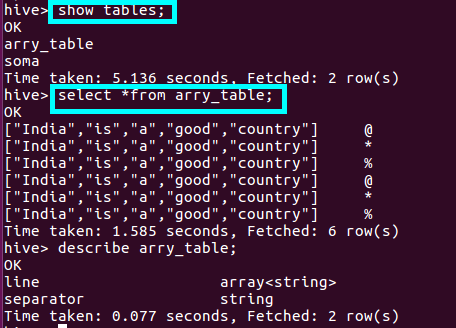 hive> show tables;
OK
arry_table
soma
Time taken: 5.136 seconds, Fetched: 2 row(s)
hive> select *from arry_table;
OK
["India","is","a","good","country"] @
["India","is","a","good","country"] *
["India","is","a","good","country"] %
["India","is","a","good","country"] @
["India","is","a","good","country"] *
["India","is","a","good","country"] %
Time taken: 1.585 seconds, Fetched: 6 row(s)
hive> describe arry_table;
OK
line array<string>
separator string
Time taken: 0.077 seconds, Fetched: 2 row(s)